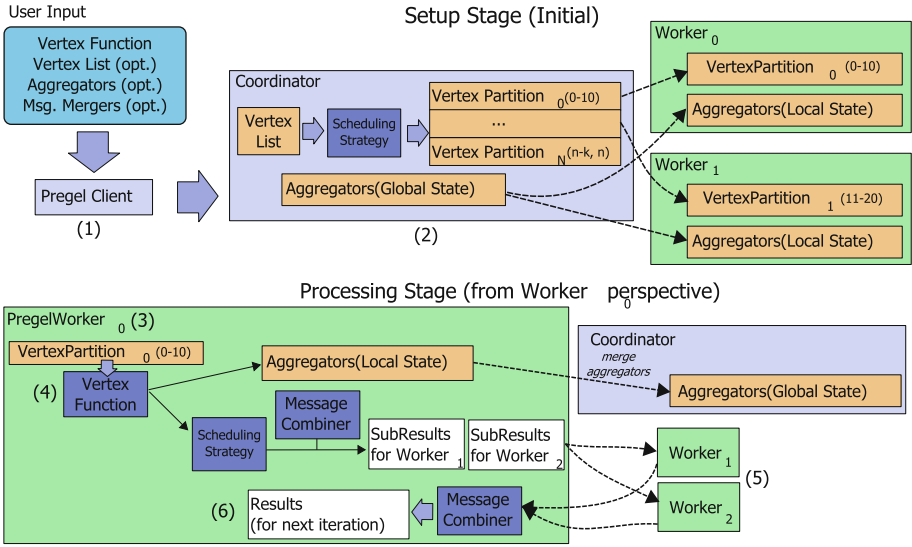 User Input
Setup Stage (Initial)
Vertex Function
Vertex List (opt.)
Aggregators (opt.)
Msg. Mergers (opt.)
Pregel Client
(1)
Coordinator
Vertex
List
Scheduling
Strategy
Vertex Partition 0(0-10)
...
Vertex Partition N(n-k, n)
Aggregators(Global State)
(2)
Worker 0
VertexPartition 0 (0-10)
Aggregators(Local State)
Worker 1
VertexPartition 1 (11-20)
Aggregators(Local State)
Processing Stage (from Worker 0 perspective)
PregelWorker 0 (3)
VertexPartition 0 (0-10)
(4)
Vertex
Function
Aggregators(Local State)
Scheduling
Strategy
Message
Combiner
SubResults
for Worker 1
SubResults
for Worker 2
(6)
Results
(for next iteration)
Message
Combiner
Coordinator
merge
aggregators
Aggregators(Global State)
Worker 1
(5)
Worker 2